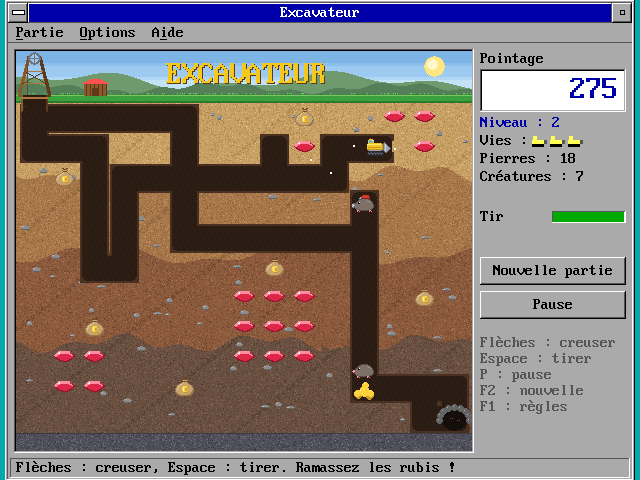 Excavateur
Partie Options Aide
EXCAVATEUR
Pointage
275
Niveau : 2
Vies :
Pierres : 18
Créatures : 7
Tir
Nouvelle partie
Pause
Flèches : creuser
Espace : tirer
P : pause
F2 : nouvelle
F1 : règles
Flèches : creuser, Espace : tirer. Ramassez les rubis !